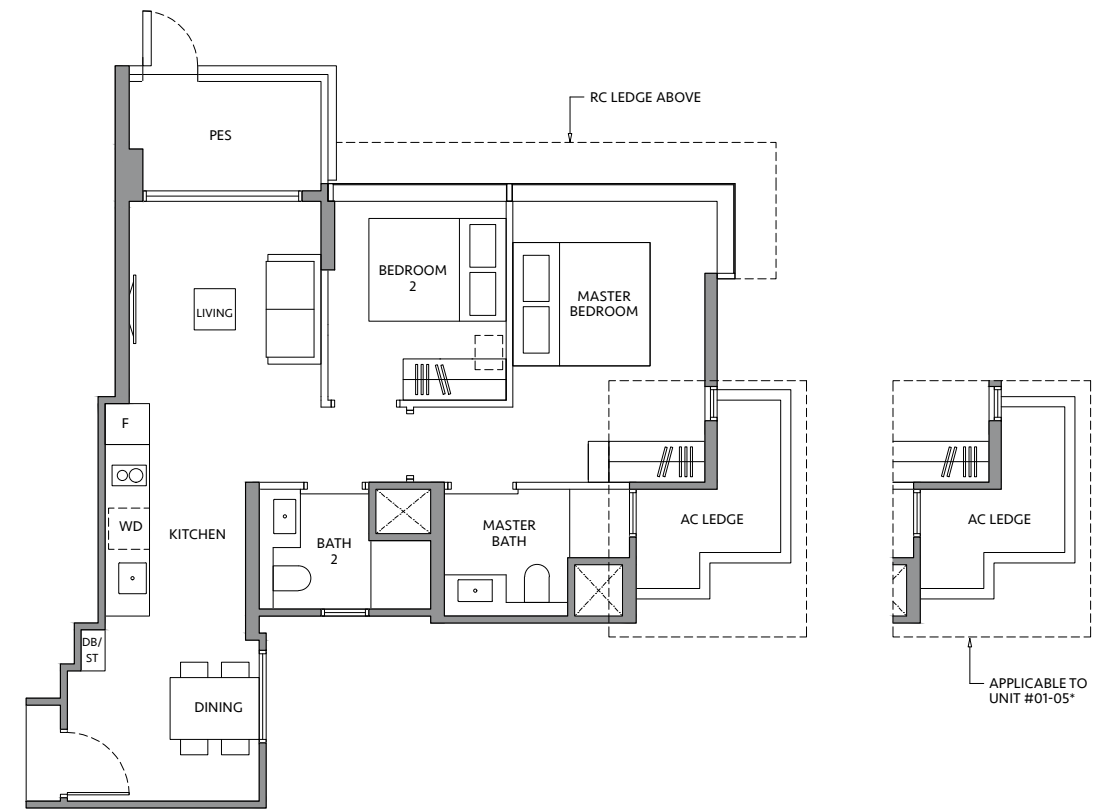 RC LEDGE ABOVE
PES
BEDROOM
2
MASTER
BEDROOM
LIVING
F
WD
KITCHEN
BATH
2
MASTER
BATH
AC LEDGE
AC LEDGE
DB/
ST
DINING
APPLICABLE TO
UNIT #01-05*